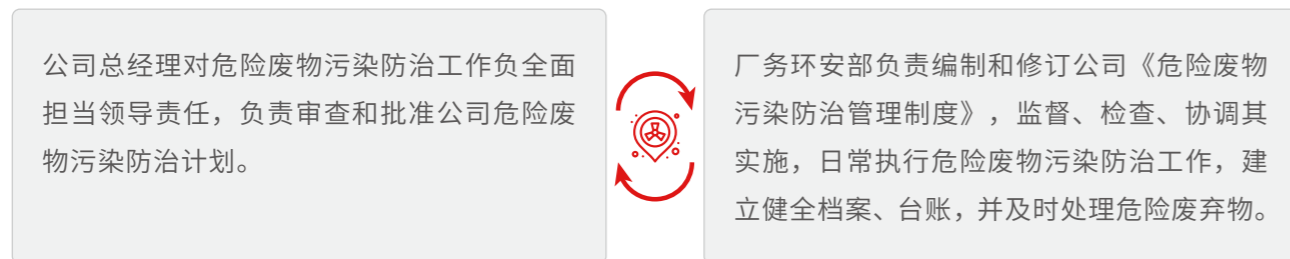 公司总经理对危险废物污染防治工作负全面
担当领导责任，负责审查和批准公司危险废
物污染防治计划。
厂务环安部负责编制和修订公司《危险废物
污染防治管理制度》，监督、检查、协调其
实施，日常执行危险废物污染防治工作，建
立健全档案、台账，并及时处理危险废弃物。